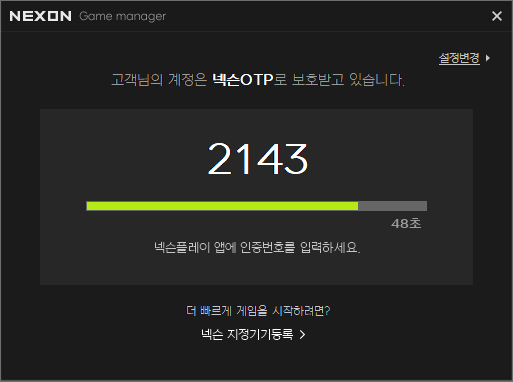 NEXON Game manager
설정변경
고객님의 계정은 넥슨OTP로 보호받고 있습니다.
2143
48초
넥슨플레이 앱에 인증번호를 입력하세요.
더 빠르게 게임을 시작하려면?
넥슨 지정기기등록 >